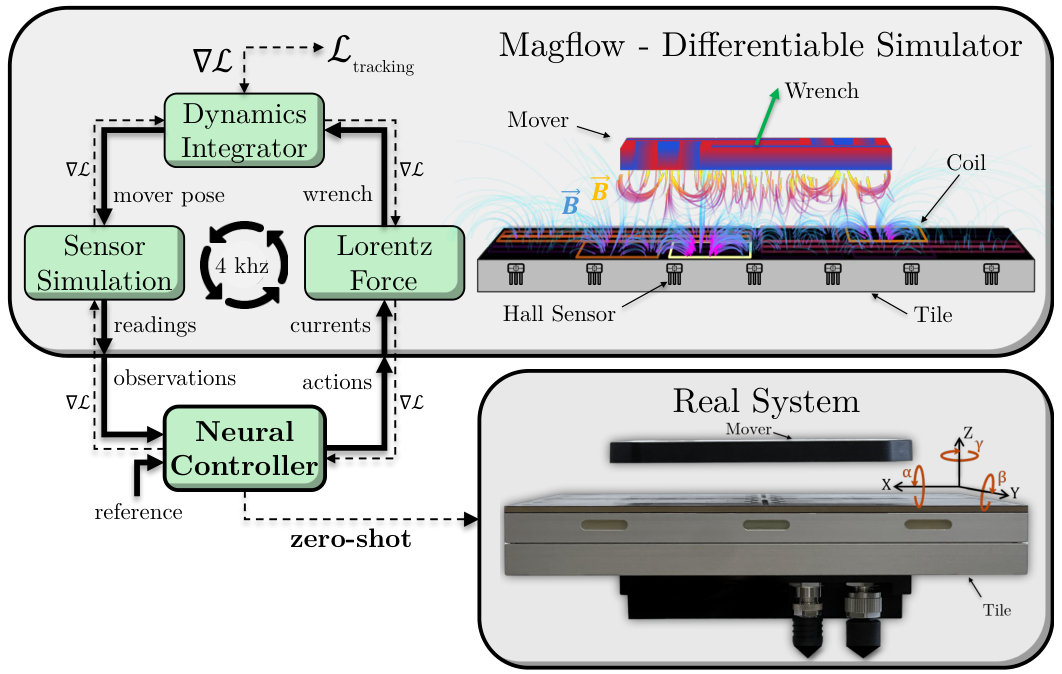 Magflow - Differentiable Simulator
∇ℒ
ℒ tracking
Dynamics
Integrator
∇ℒ
∇ℒ
mover pose
wrench
Sensor
Simulation
4 khz
Lorentz
Force
readings
currents
observations
actions
∇ℒ
∇ℒ
Neural
Controller
reference
zero-shot
Wrench
Mover
Coil
B
B
Hall Sensor
Tile
Real System
Mover
Z
γ
α
β
X
Y
Tile